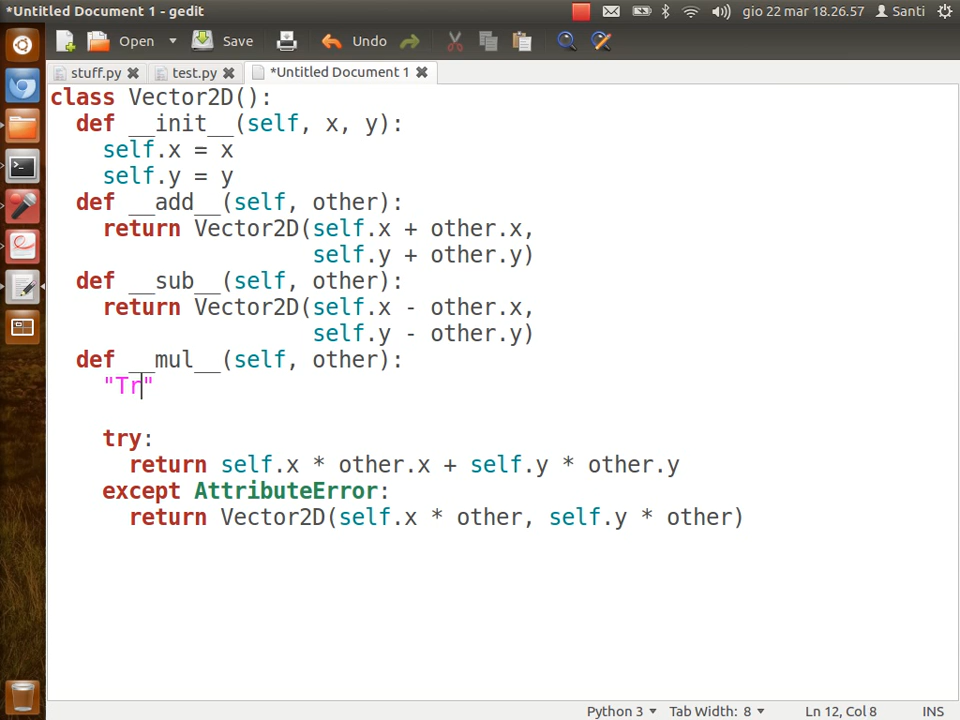 *Untitled Document 1 - gedit
gio 22 mar 18.26.57 Santi
Open Save Undo
stuff.py test.py *Untitled Document 1
class Vector2D():
  def __init__(self, x, y):
    self.x = x
    self.y = y
  def __add__(self, other):
    return Vector2D(self.x + other.x,
                    self.y + other.y)
  def __sub__(self, other):
    return Vector2D(self.x - other.x,
                    self.y - other.y)
  def __mul__(self, other):
    "Tr"
    try:
      return self.x * other.x + self.y * other.y
    except AttributeError:
      return Vector2D(self.x * other, self.y * other)
Python 3 Tab Width: 8 Ln 12, Col 8 INS